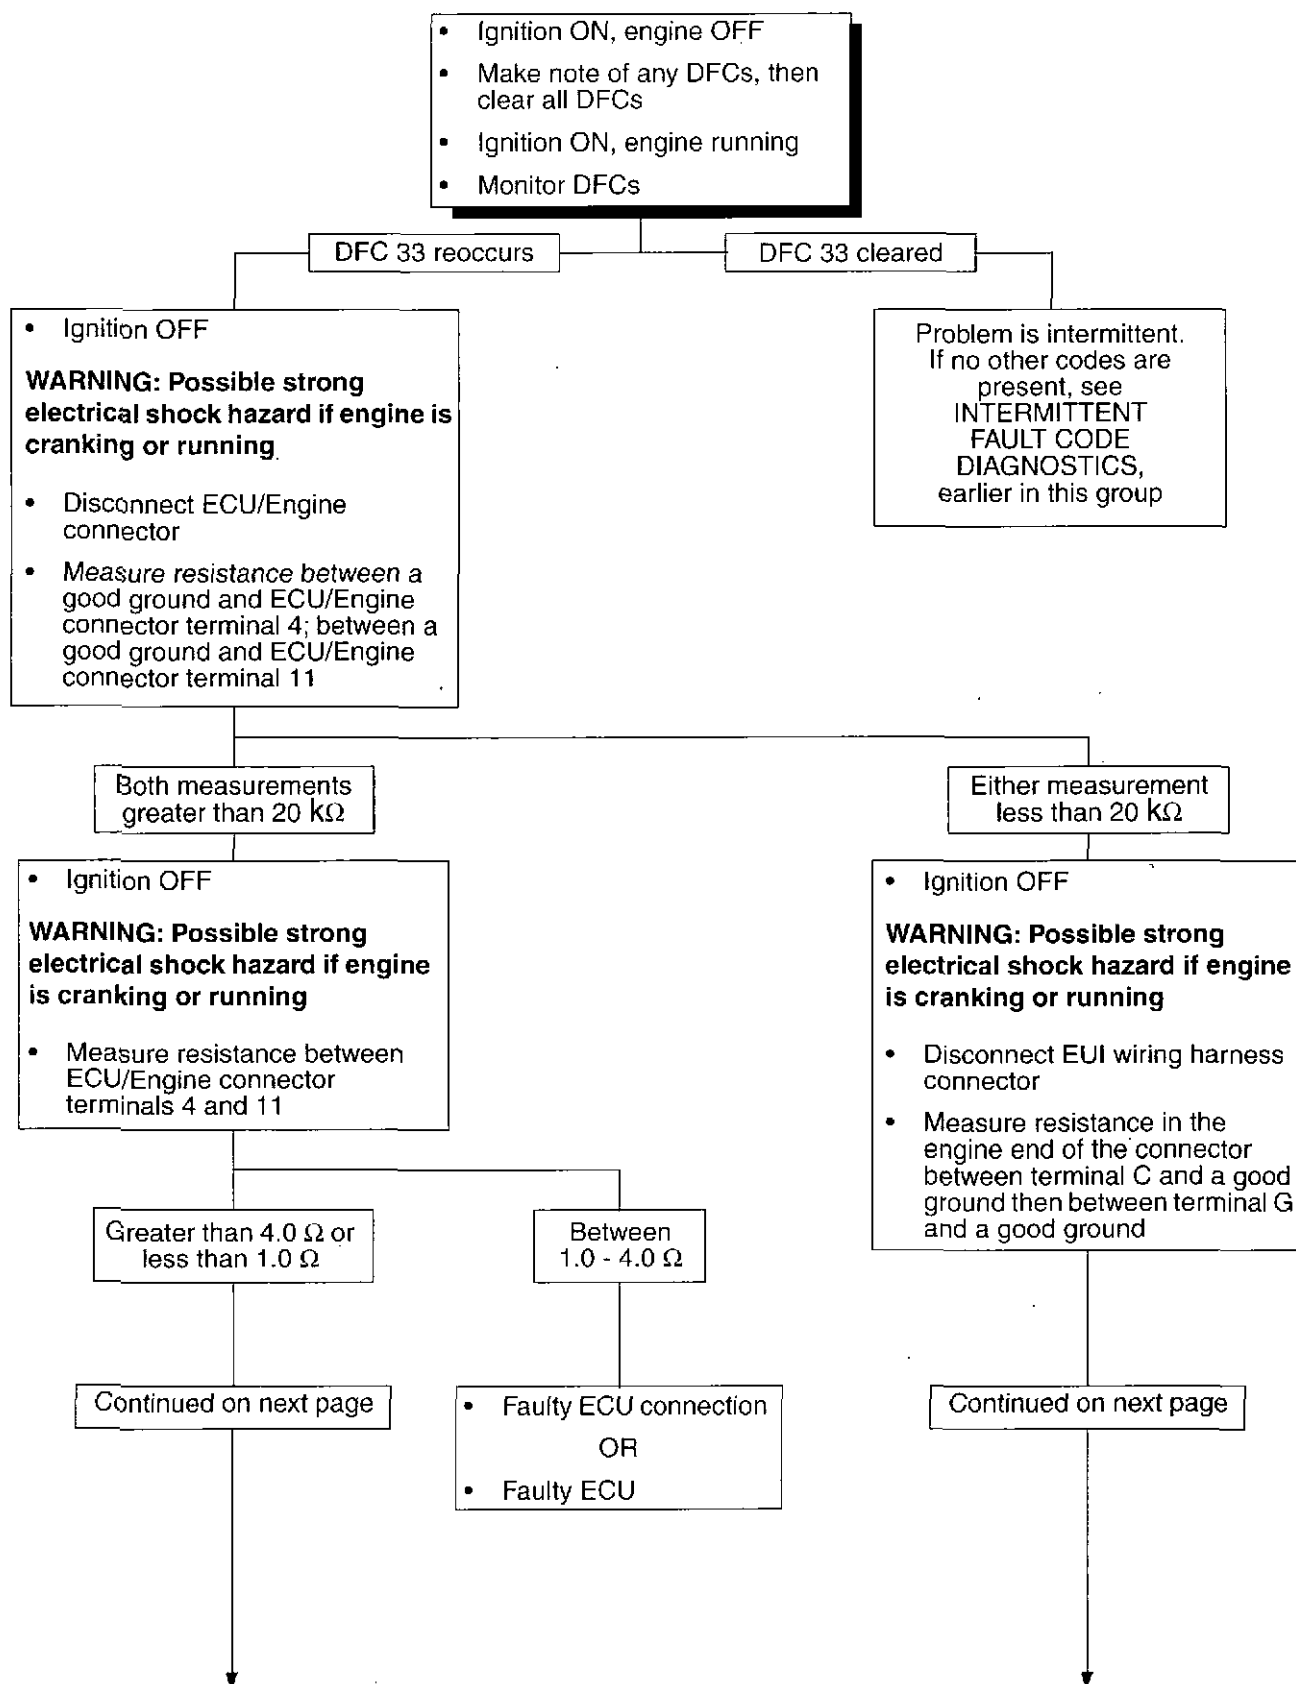 • Ignition ON, engine OFF
• Make note of any DFCs, then
clear all DFCs
• Ignition ON, engine running
• Monitor DFCs
DFC 33 reoccurs
DFC 33 cleared
• Ignition OFF
WARNING: Possible strong
electrical shock hazard if engine is
cranking or running
• Disconnect ECU/Engine
connector
• Measure resistance between a
good ground and ECU/Engine
connector terminal 4; between a
good ground and ECU/Engine
connector terminal 11
Problem is intermittent.
If no other codes are
present, see
INTERMITTENT
FAULT CODE
DIAGNOSTICS,
earlier in this group
Both measurements
greater than 20 kΩ
Either measurement
less than 20 kΩ
• Ignition OFF
WARNING: Possible strong
electrical shock hazard if engine
is cranking or running
• Measure resistance between
ECU/Engine connector
terminals 4 and 11
• Ignition OFF
WARNING: Possible strong
electrical shock hazard if engine
is cranking or running
• Disconnect EUI wiring harness
connector
• Measure resistance in the
engine end of the connector
between terminal C and a good
ground then between terminal G
and a good ground
Greater than 4.0 Ω or
less than 1.0 Ω
Between
1.0 - 4.0 Ω
Continued on next page
• Faulty ECU connection
OR
• Faulty ECU
Continued on next page